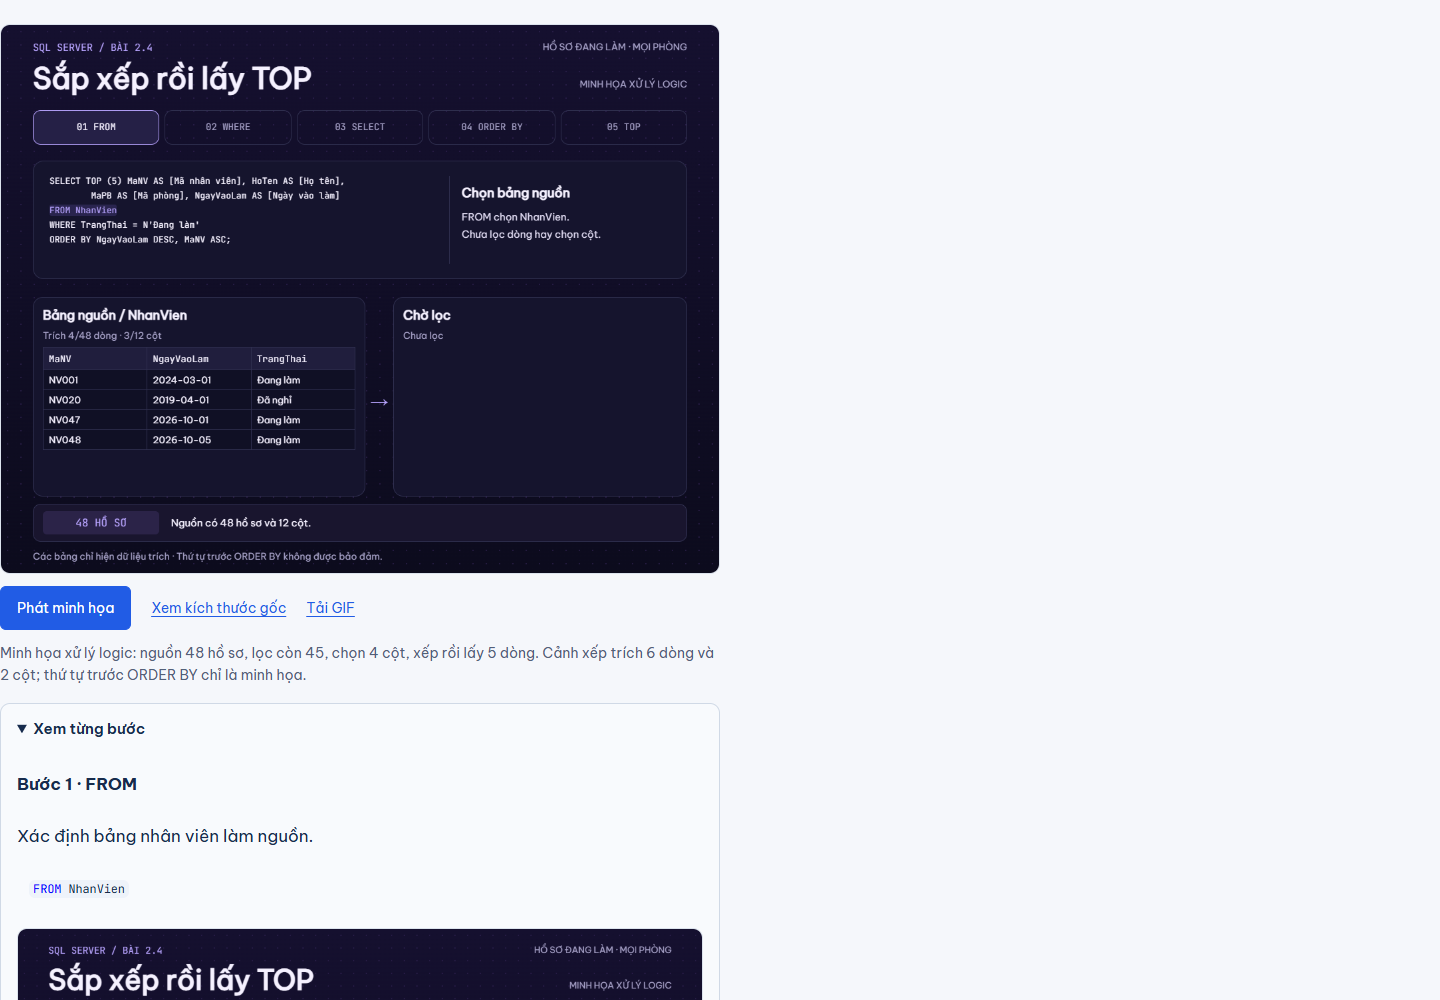 SQL SERVER / BÀI 2.4
HỒ SƠ ĐANG LÀM · MỌI PHÒNG
Sắp xếp rồi lấy TOP
MINH HỌA XỬ LÝ LOGIC
01 FROM
02 WHERE
03 SELECT
04 ORDER BY
05 TOP
SELECT TOP (5) MaNV AS [Mã nhân viên], HoTen AS [Họ tên],
MaPB AS [Mã phòng], NgayVaoLam AS [Ngày vào làm]
FROM NhanVien
WHERE TrangThai = N'Đang làm'
ORDER BY NgayVaoLam DESC, MaNV ASC;
Chọn bảng nguồn
FROM chọn NhanVien.
Chưa lọc dòng hay chọn cột.
Bảng nguồn / NhanVien
Trích 4/48 dòng · 3/12 cột
MaNV NgayVaoLam TrangThai
NV001 2024-03-01 Đang làm
NV020 2019-04-01 Đã nghỉ
NV047 2026-10-01 Đang làm
NV048 2026-10-05 Đang làm
→
Chờ lọc
Chưa lọc
48 HỒ SƠ
Nguồn có 48 hồ sơ và 12 cột.
Các bảng chỉ hiện dữ liệu trích · Thứ tự trước ORDER BY không được bảo đảm.
Phát minh họa
Xem kích thước gốc
Tải GIF
Minh họa xử lý logic: nguồn 48 hồ sơ, lọc còn 45, chọn 4 cột, xếp rồi lấy 5 dòng. Cảnh xếp trích 6 dòng và
2 cột; thứ tự trước ORDER BY chỉ là minh họa.
▼ Xem từng bước
Bước 1 · FROM
Xác định bảng nhân viên làm nguồn.
FROM NhanVien
SQL SERVER / BÀI 2.4
HỒ SƠ ĐANG LÀM · MỌI PHÒNG
Sắp xếp rồi lấy TOP
MINH HỌA XỬ LÝ LOGIC